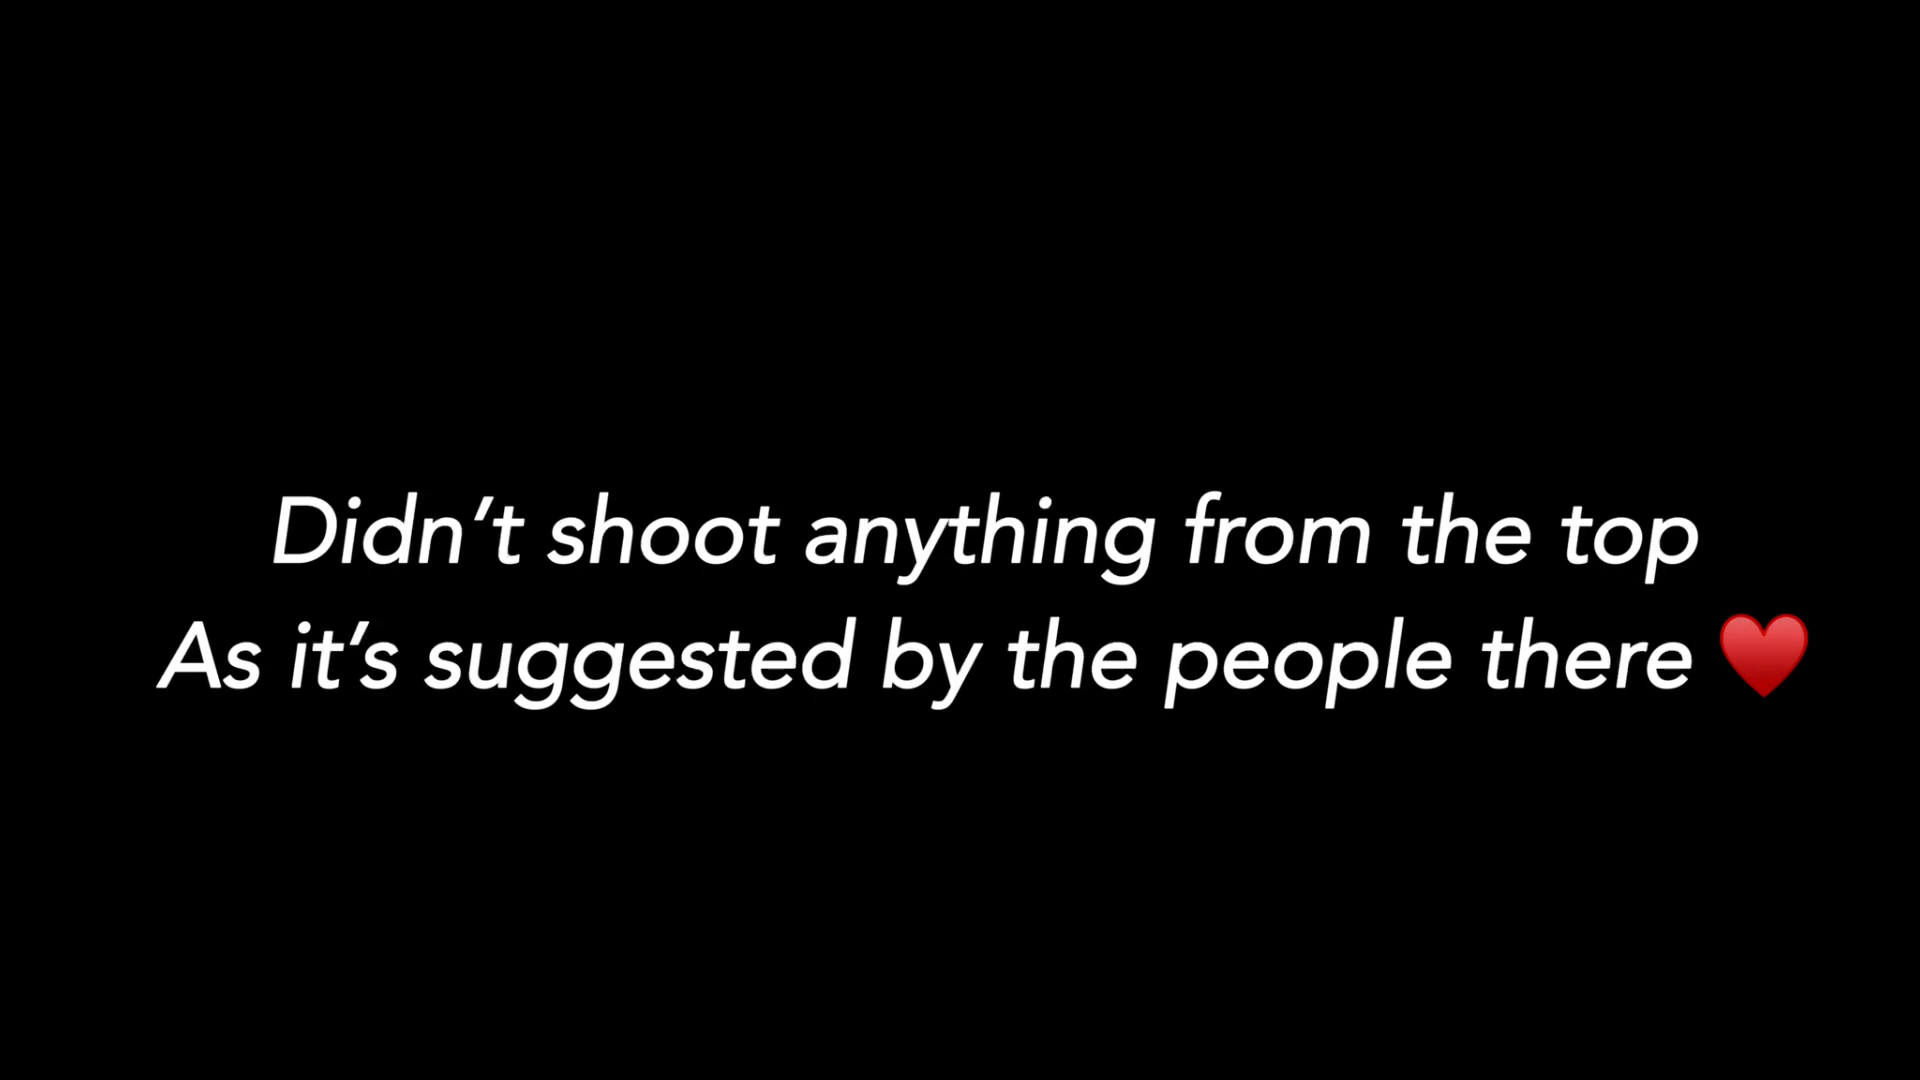 Didn’t shoot anything from the top
As it’s suggested by the people there ♥️